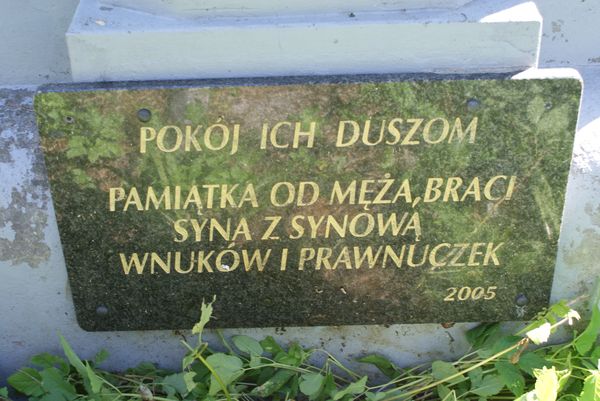 POKÓJ ICH DUSZOM
PAMIĄTKA OD MĘŻA, BRACI
SYNA Z SYNOWĄ
WNUKÓW I PRAWNUCZEK
2005